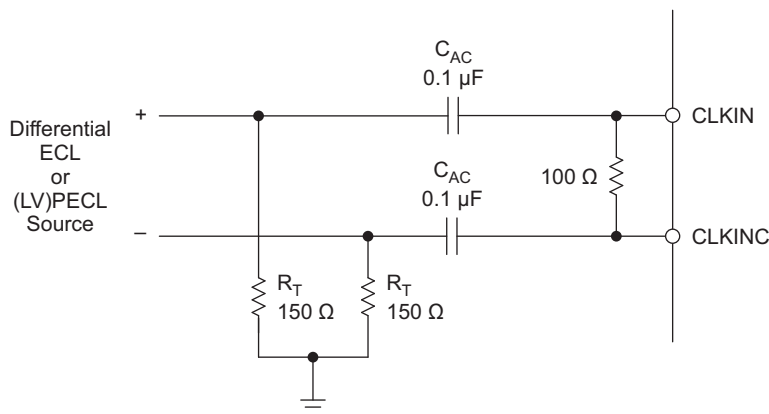 C_AC
0.1 µF
+
CLKIN
Differential
ECL
or
(LV)PECL
Source
C_AC
0.1 µF
100 Ω
–
CLKINC
R_T
150 Ω
R_T
150 Ω